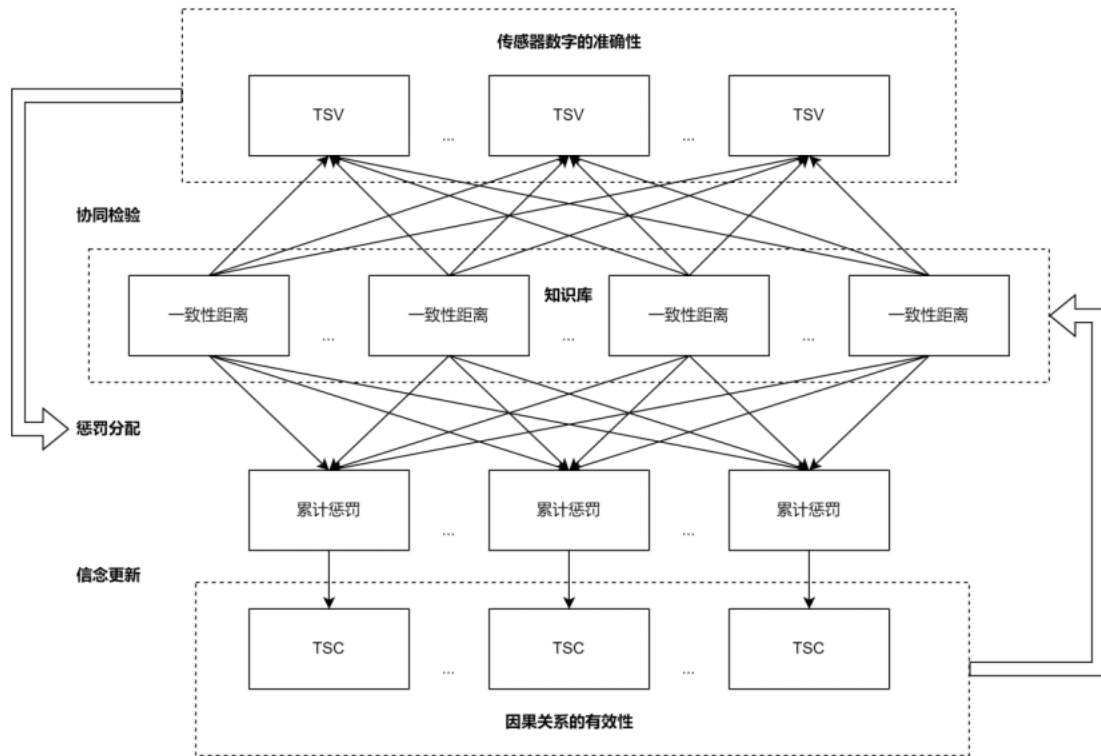 传感器数字的准确性
TSV
TSV
TSV
...
...
协同检验
知识库
一致性距离
一致性距离
一致性距离
一致性距离
...
...
...
惩罚分配
累计惩罚
累计惩罚
累计惩罚
...
...
信念更新
TSC
TSC
TSC
...
...
因果关系的有效性